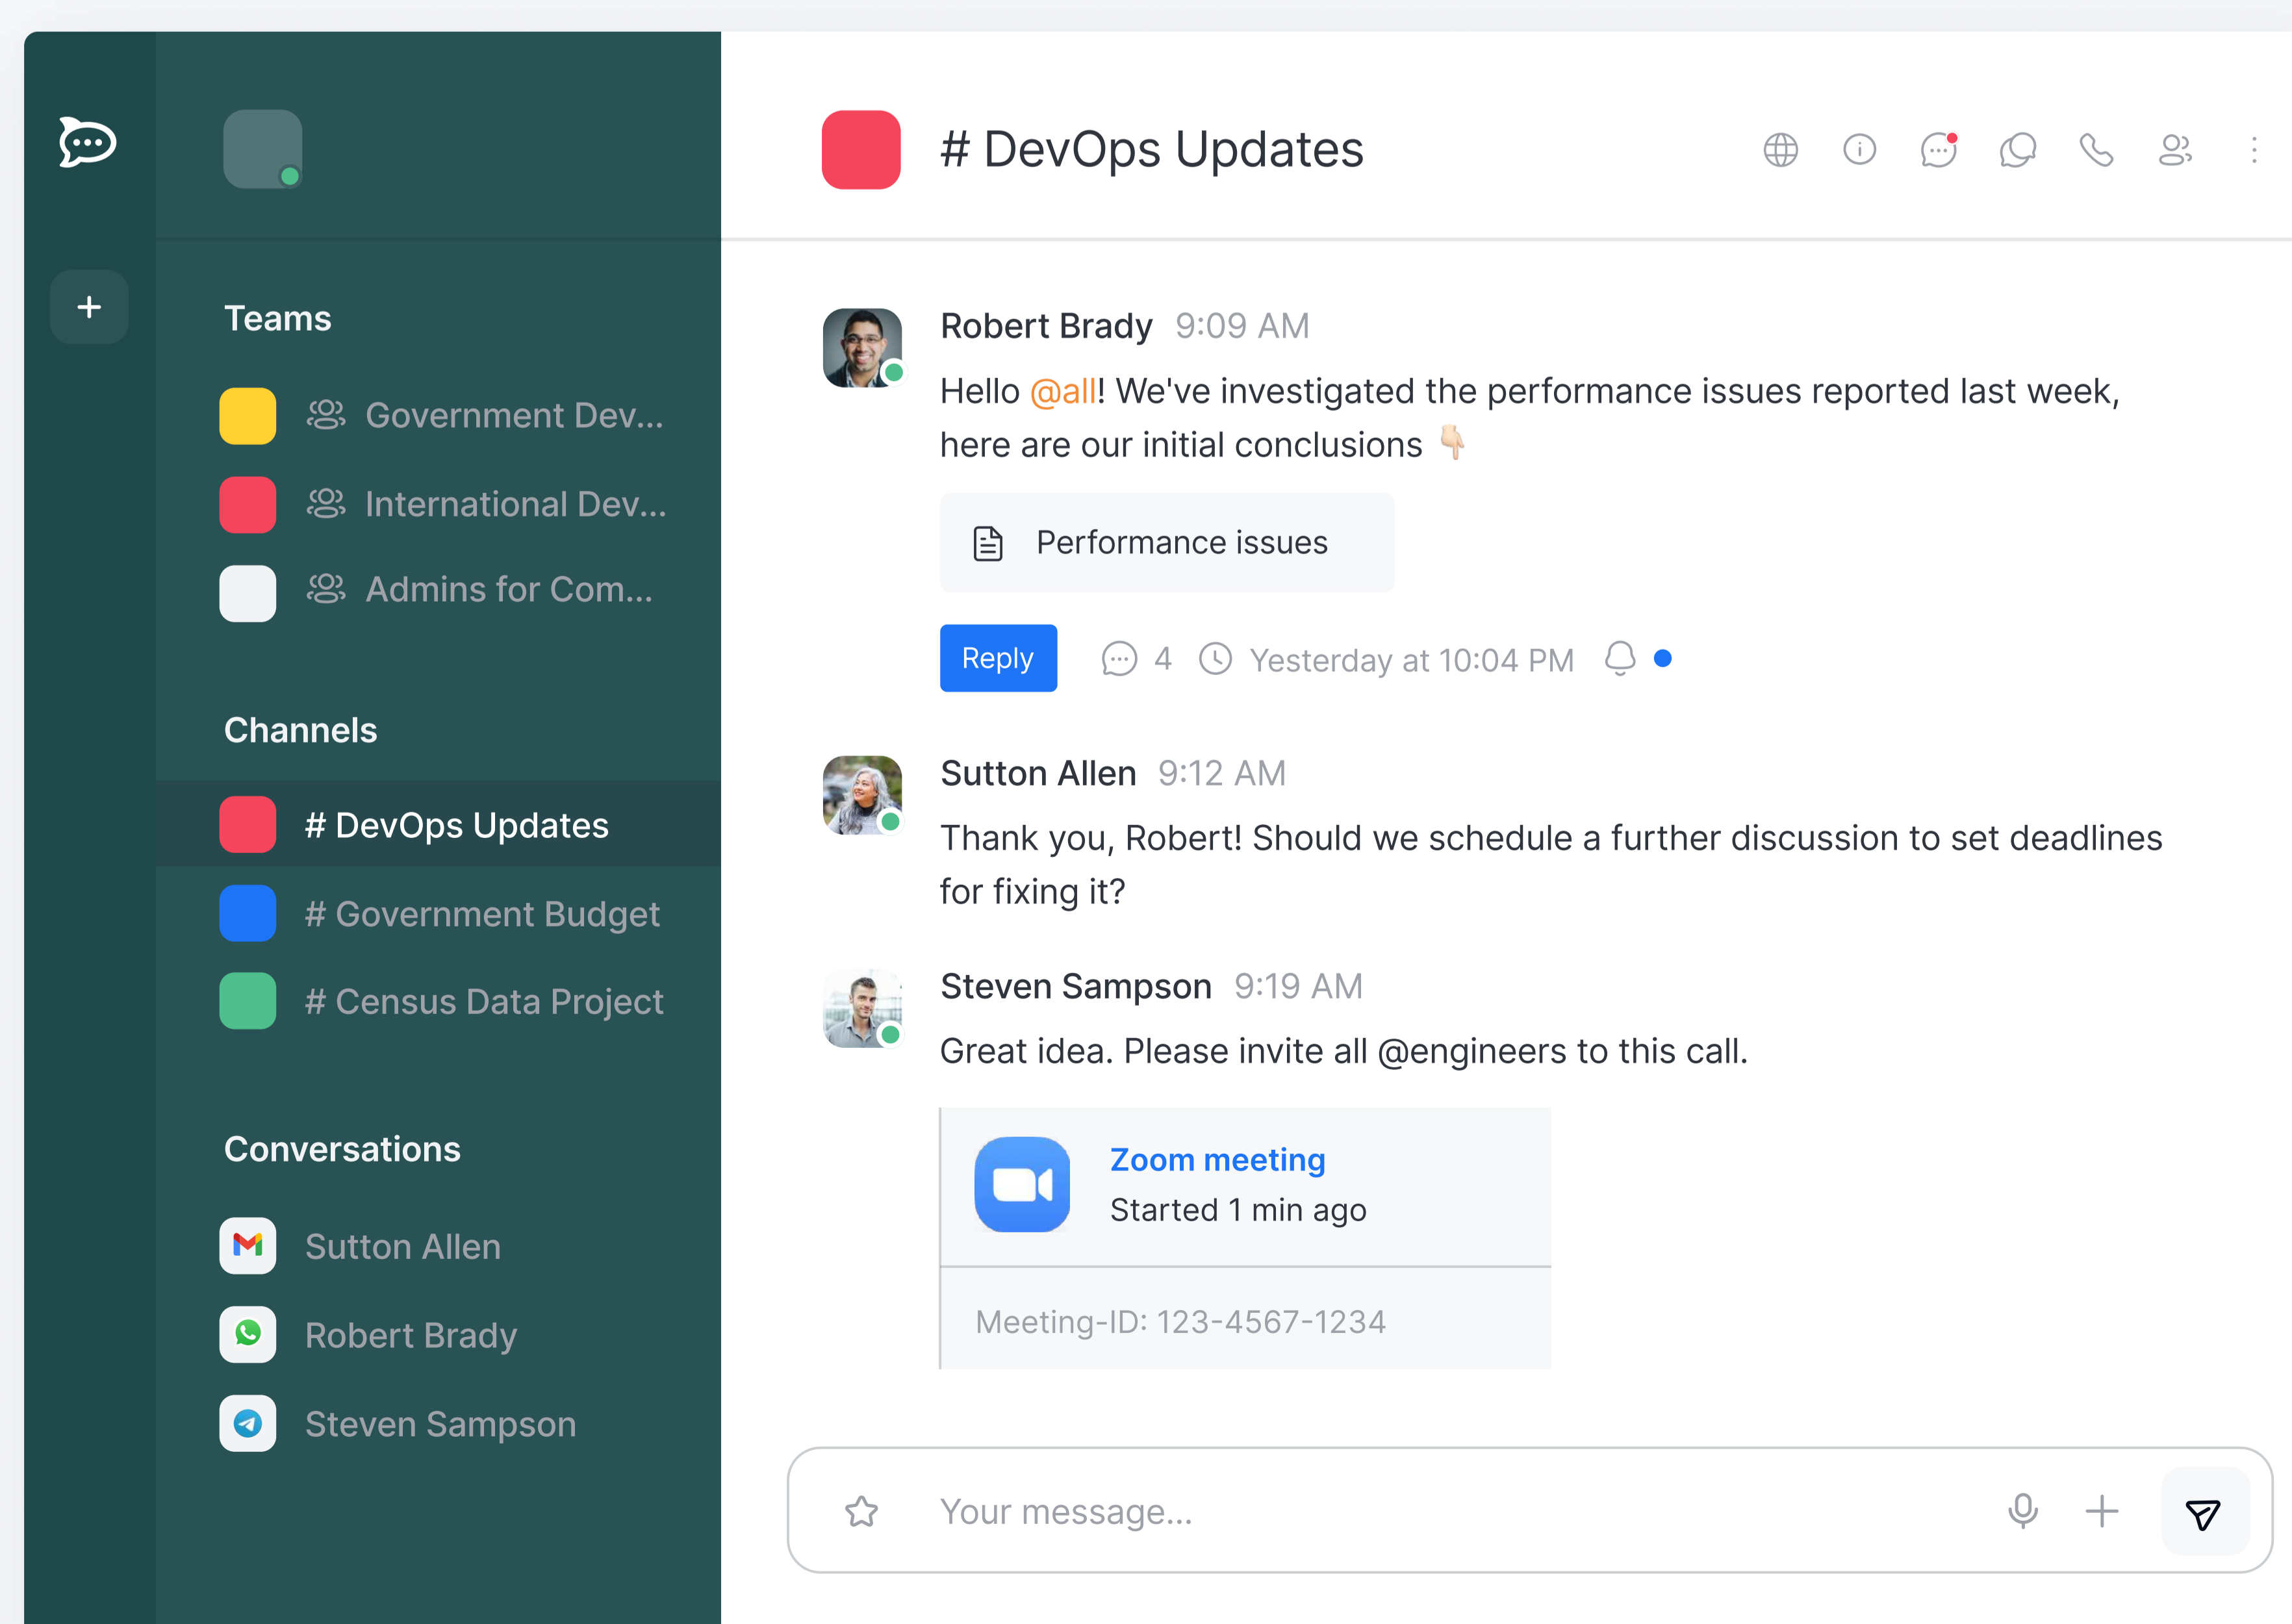 Teams
Government Dev...
International Dev...
Admins for Com...
Channels
# DevOps Updates
# Government Budget
# Census Data Project
Conversations
Sutton Allen
Robert Brady
Steven Sampson
# DevOps Updates
Robert Brady 9:09 AM
Hello @all! We've investigated the performance issues reported last week,
here are our initial conclusions 👇🏻
Performance issues
Reply 4 Yesterday at 10:04 PM
Sutton Allen 9:12 AM
Thank you, Robert! Should we schedule a further discussion to set deadlines
for fixing it?
Steven Sampson 9:19 AM
Great idea. Please invite all @engineers to this call.
Zoom meeting
Started 1 min ago
Meeting-ID: 123-4567-1234
Your message...